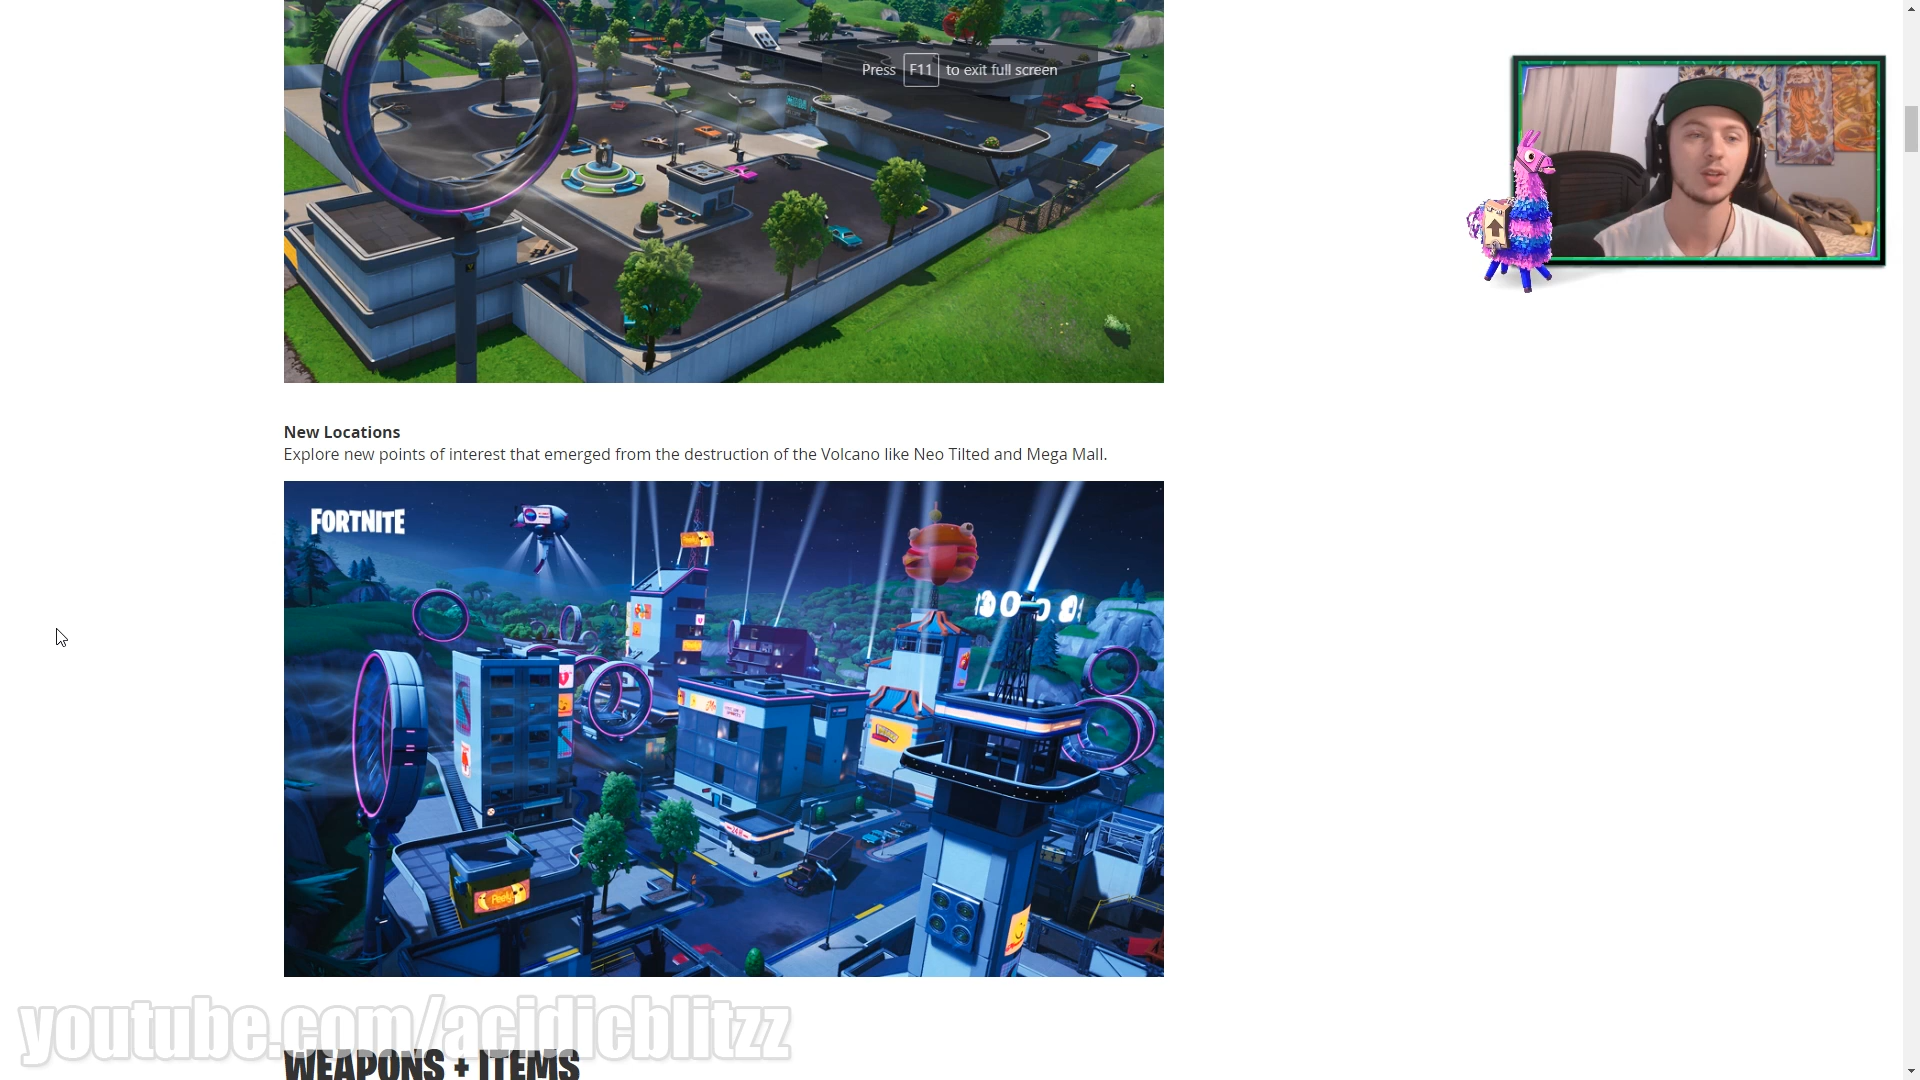 Press F11 to exit full screen
New Locations
Explore new points of interest that emerged from the destruction of the Volcano like Neo Tilted and Mega Mall.
FORTNITE
youtube.com/acidicblitzz
WEAPONS + ITEMS